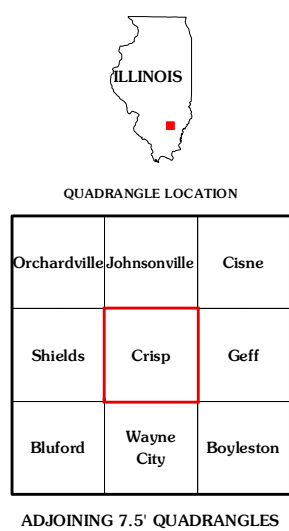 ILLINOIS
QUADRANGLE LOCATION
Orchardville Johnsonville Cisne
Shields Crisp Geff
Bluford Wayne City Boyleston
ADJOINING 7.5' QUADRANGLES